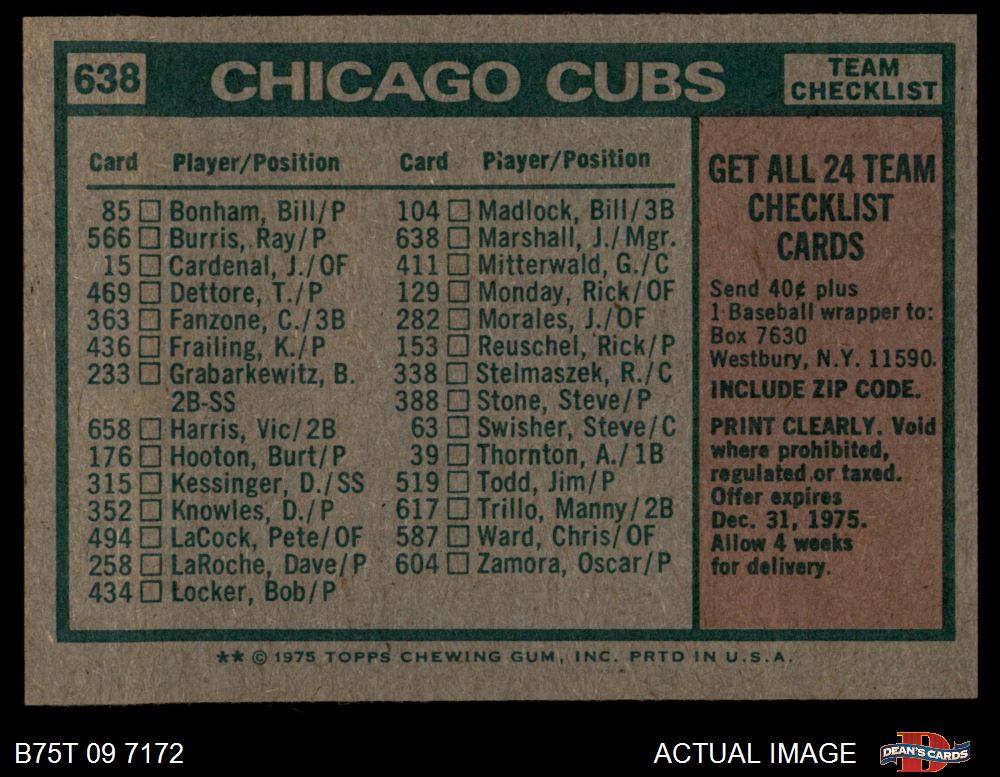 638
CHICAGO CUBS
TEAM
CHECKLIST
Card Player/Position
85 Bonham, Bill/P
566 Burris, Ray/P
15 Cardenal, J./OF
469 Dettore, T./P
363 Fanzone, C./3B
436 Frailing, K./P
233 Grabarkewitz, B.
2B-SS
658 Harris, Vic/2B
176 Hooton, Burt/P
315 Kessinger, D./SS
352 Knowles, D./P
494 LaCock, Pete/OF
258 LaRoche, Dave/P
434 Locker, Bob/P
Card Player/Position
104 Madlock, Bill/3B
638 Marshall, J./Mgr.
411 Mitterwald, G./C
129 Monday, Rick/OF
282 Morales, J./OF
153 Reuschel, Rick/P
338 Stelmaszek, R./C
388 Stone, Steve/P
63 Swisher, Steve/C
39 Thornton, A./1B
519 Todd, Jim/P
617 Trillo, Manny/2B
587 Ward, Chris/OF
604 Zamora, Oscar/P
GET ALL 24 TEAM
CHECKLIST
CARDS
Send 40¢ plus
1 Baseball wrapper to:
Box 7630
Westbury, N.Y. 11590.
INCLUDE ZIP CODE.
PRINT CLEARLY. Void
where prohibited,
regulated or taxed.
Offer expires
Dec. 31, 1975.
Allow 4 weeks
for delivery.
** © 1975 TOPPS CHEWING GUM, INC. PRTD IN U.S.A.
B75T 09 7172
ACTUAL IMAGE
D
DEAN'S CARDS